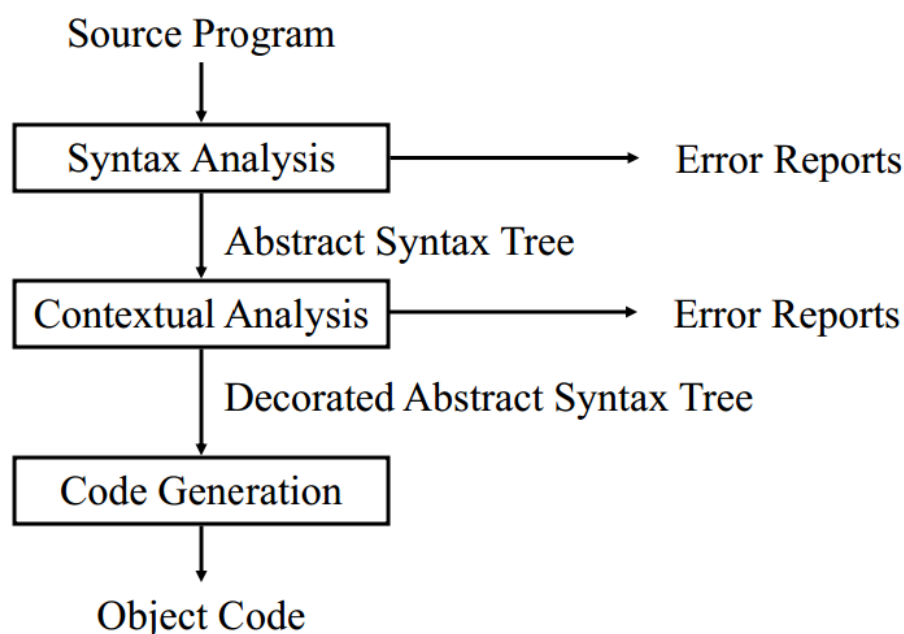 Source Program
Syntax Analysis
Error Reports
Abstract Syntax Tree
Contextual Analysis
Error Reports
Decorated Abstract Syntax Tree
Code Generation
Object Code